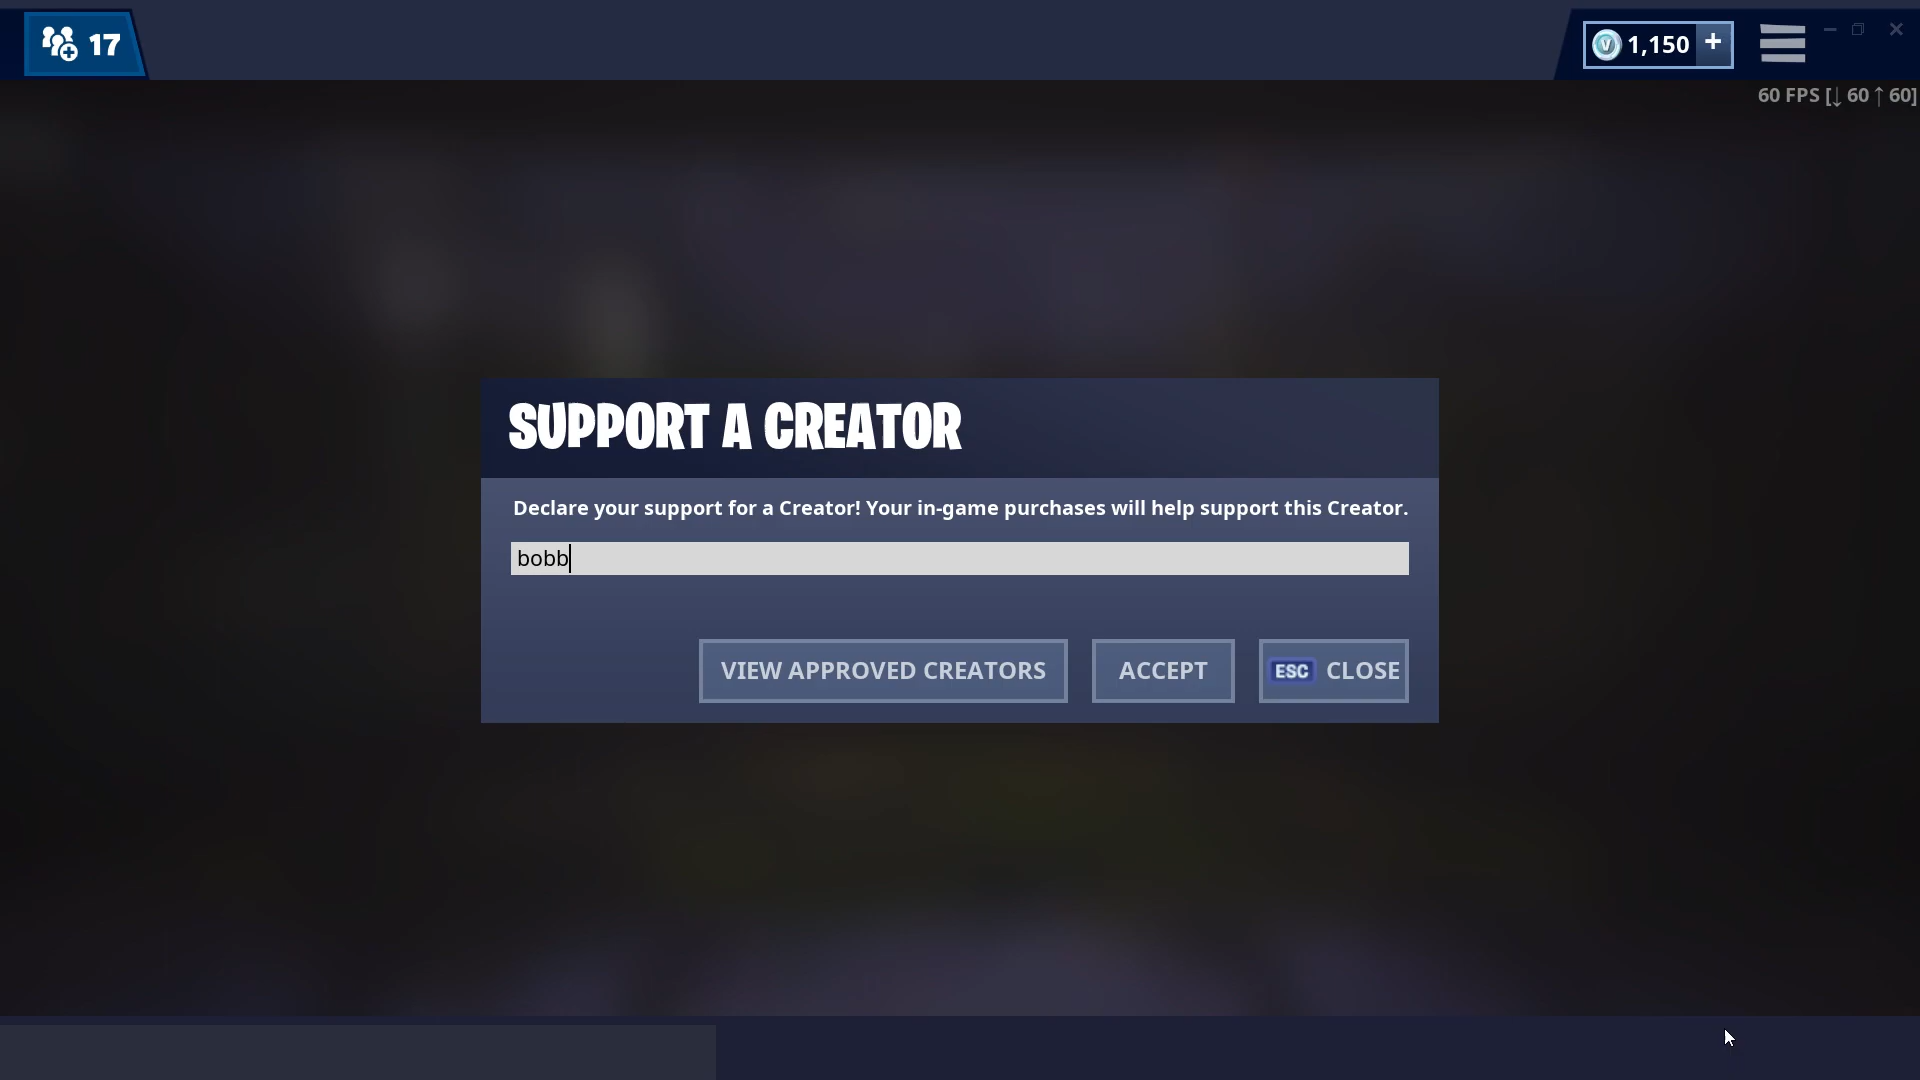 17
V 1,150 +
60 FPS [↓ 60 ↑ 60]
SUPPORT A CREATOR
Declare your support for a Creator! Your in-game purchases will help support this Creator.
bobb
VIEW APPROVED CREATORS
ACCEPT
ESC CLOSE